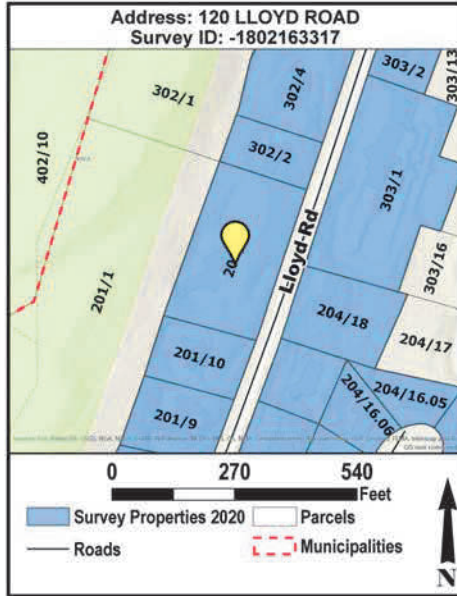 Address: 120 LLOYD ROAD
Survey ID: -1802163317
302/1
302/4
303/2
303/13
402/10
302/2
303/1
Lloyd Rd
201/1
303/16
204/18
204/17
201/10
204/16.05
204/16.06
201/9
0 270 540
Feet
Survey Properties 2020
Parcels
Roads
Municipalities
N